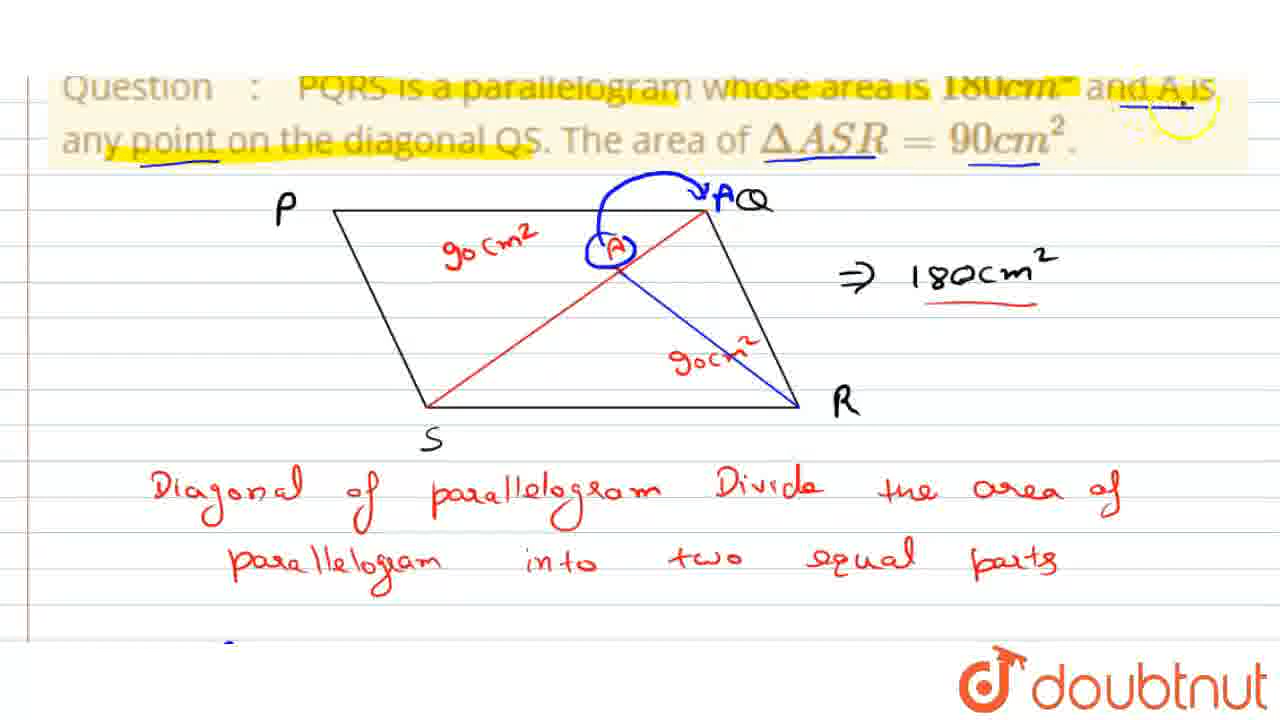 Question : PQRS is a parallelogram whose area is 180cm² and A is
any point on the diagonal QS. The area of ΔASR = 90cm².
P
A Q
90cm²
A
⇒ 180cm²
90cm²
R
S
Diagonal of parallelogram Divide the area of
parallelogram into two equal parts
doubtnut